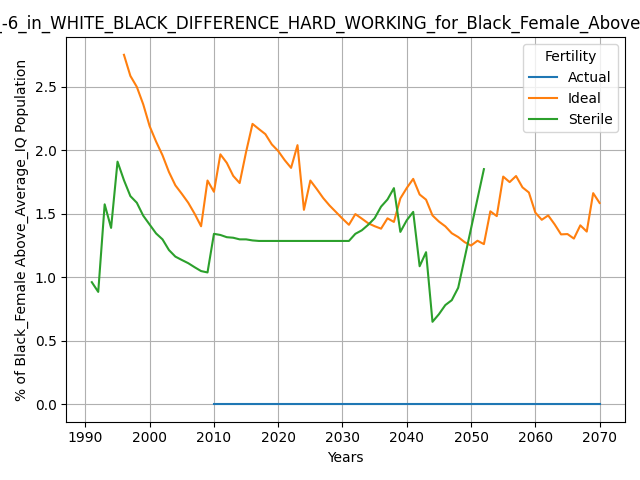 _-6_in_WHITE_BLACK_DIFFERENCE_HARD_WORKING_for_Black_Female_Above
Fertility
Actual
Ideal
Sterile
% of Black_Female Above_Average_IQ Population
2.5
2.0
1.5
1.0
0.5
0.0
1990 2000 2010 2020 2030 2040 2050 2060 2070
Years